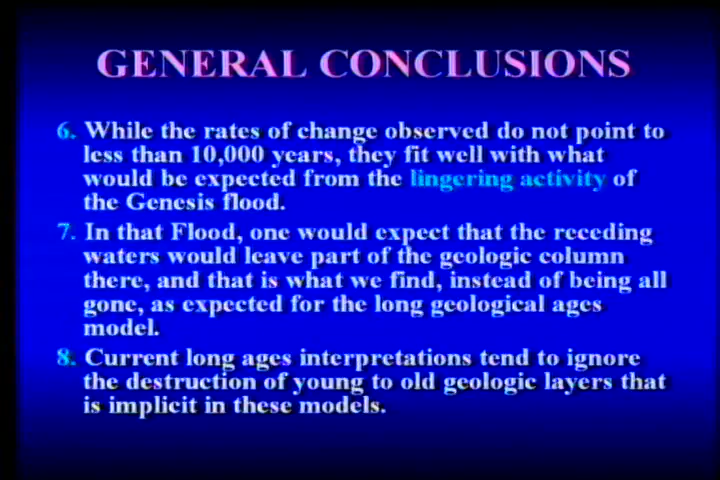 GENERAL CONCLUSIONS
6. While the rates of change observed do not point to
less than 10,000 years, they fit well with what
would be expected from the lingering activity of
the Genesis flood.
7. In that Flood, one would expect that the receding
waters would leave part of the geologic column
there, and that is what we find, instead of being all
gone, as expected for the long geological ages
model.
8. Current long ages interpretations tend to ignore
the destruction of young to old geologic layers that
is implicit in these models.